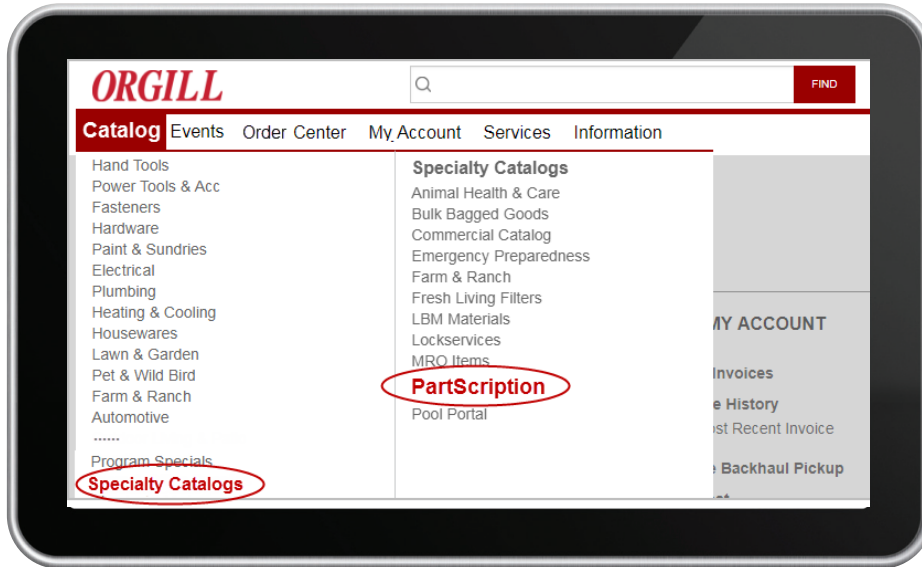 ORGILL
FIND
Catalog Events Order Center My Account Services Information
Hand Tools
Power Tools & Acc
Fasteners
Hardware
Paint & Sundries
Electrical
Plumbing
Heating & Cooling
Housewares
Lawn & Garden
Pet & Wild Bird
Farm & Ranch
Automotive
......
Program Specials
Specialty Catalogs
Specialty Catalogs
Animal Health & Care
Bulk Bagged Goods
Commercial Catalog
Emergency Preparedness
Farm & Ranch
Fresh Living Filters
LBM Materials
Lockservices
MRO Items
PartScription
Pool Portal
MY ACCOUNT
Invoices
History
Recent Invoice
Backhaul Pickup